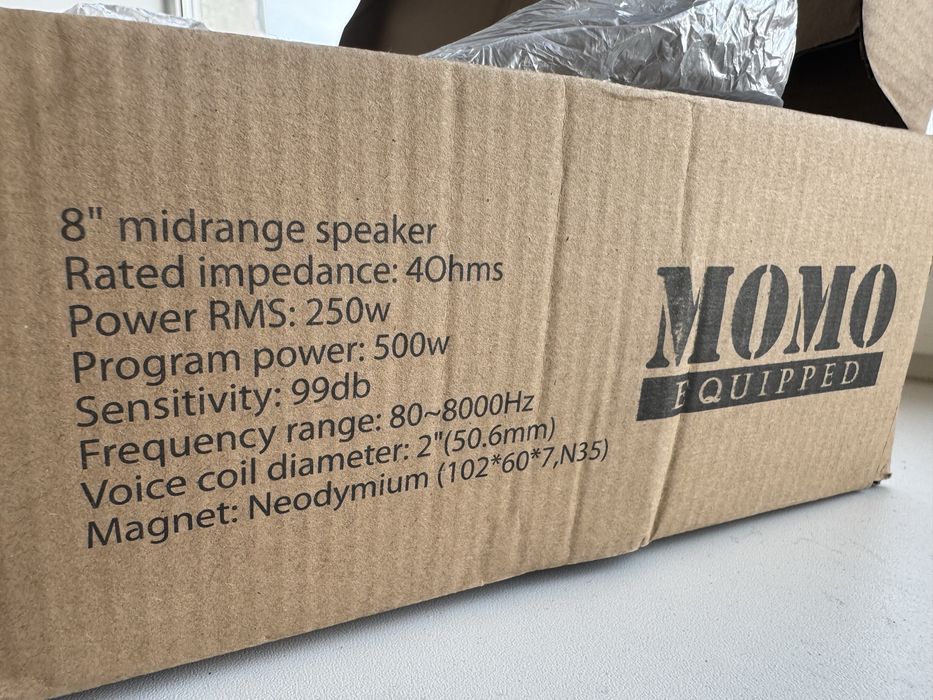 8" midrange speaker
Rated impedance: 4Ohms
Power RMS: 250w
Program power: 500w
Sensitivity: 99db
Frequency range: 80~8000Hz
Voice coil diameter: 2"(50.6mm)
Magnet: Neodymium (102*60*7,N35)
MOMO
EQUIPPED